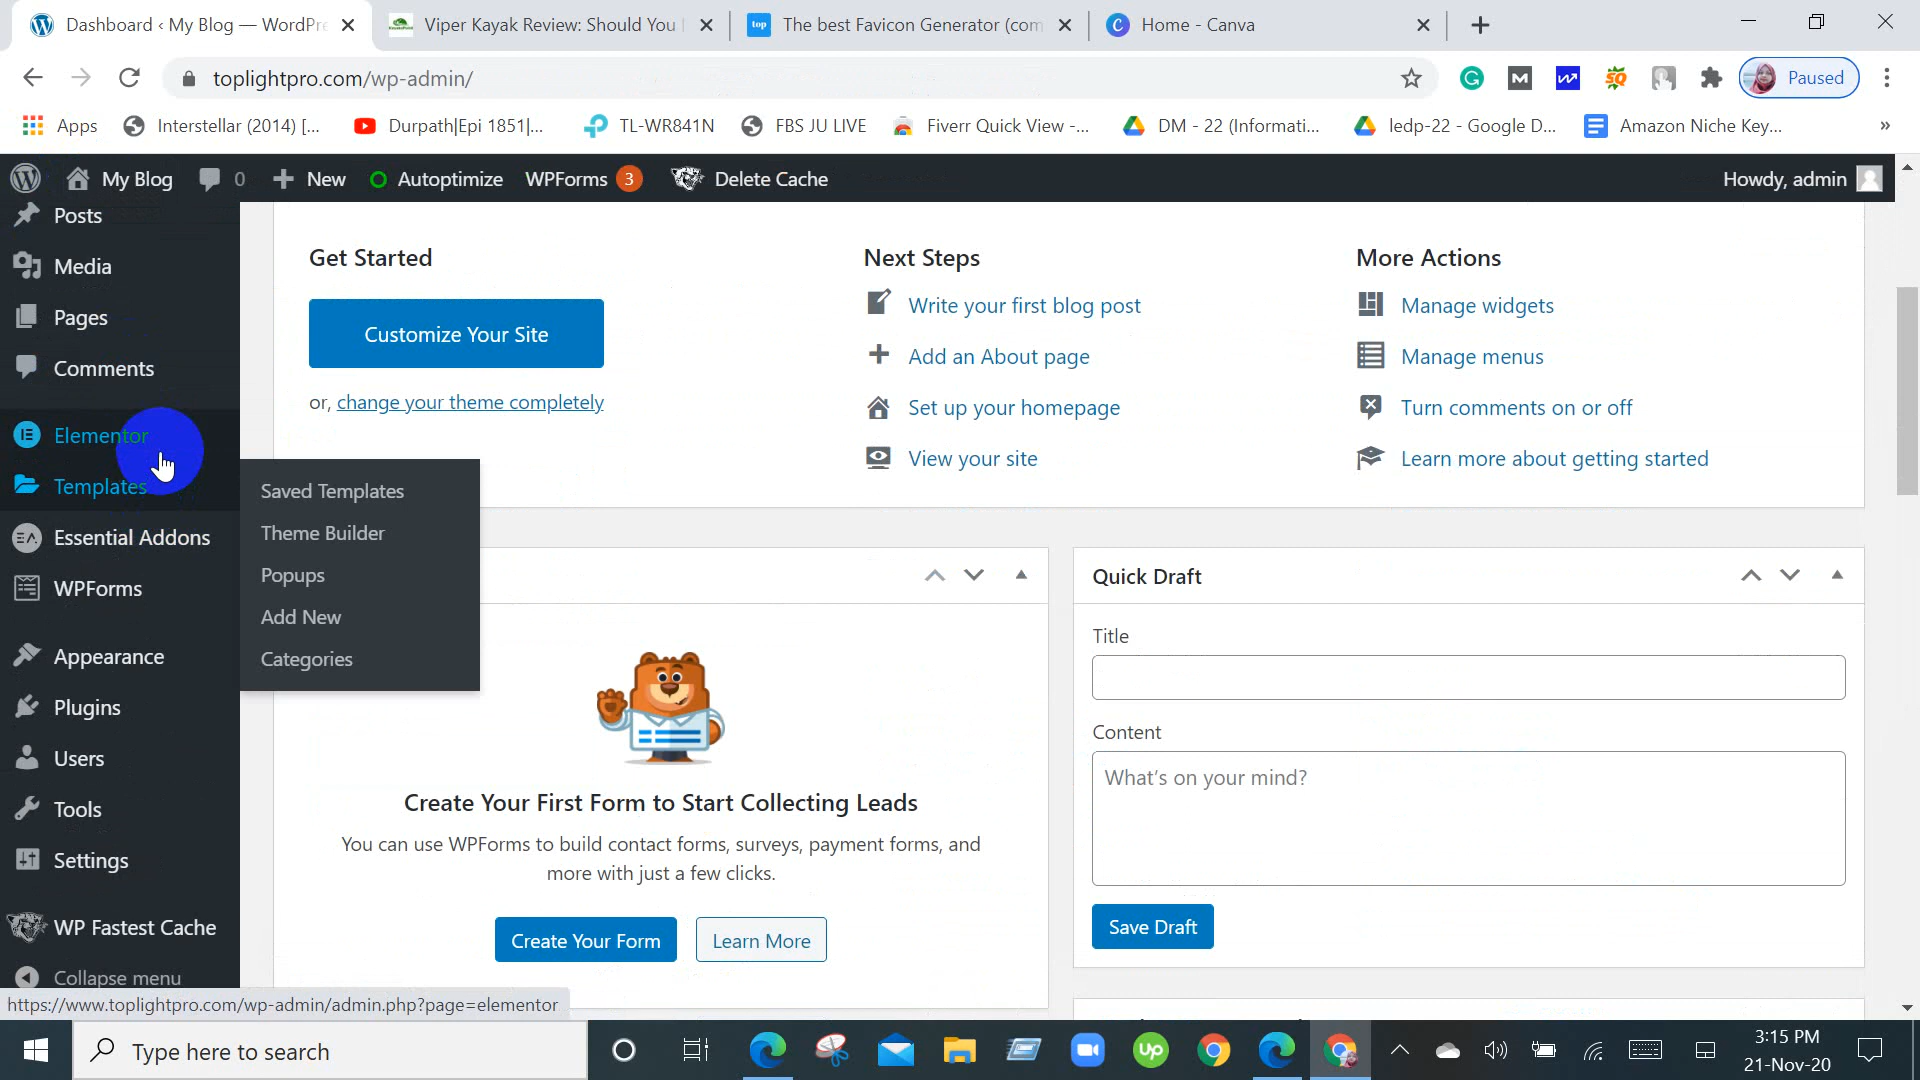 Dashboard ‹ My Blog — WordPre
Viper Kayak Review: Should You
top
The best Favicon Generator (com
C
Home - Canva
toplightpro.com/wp-admin/
Paused
Apps
Interstellar (2014) [...
Durpath|Epi 1851|...
TL-WR841N
FBS JU LIVE
Fiverr Quick View -...
DM - 22 (Informati...
ledp-22 - Google D...
Amazon Niche Key...
»
My Blog
0
New
Autoptimize
WPForms
3
Delete Cache
Howdy, admin
Posts
Media
Pages
Comments
Elementor
Templates
Essential Addons
WPForms
Appearance
Plugins
Users
Tools
Settings
WP Fastest Cache
Collapse menu
Saved Templates
Theme Builder
Popups
Add New
Categories
Get Started
Customize Your Site
or, change your theme completely
Next Steps
Write your first blog post
Add an About page
Set up your homepage
View your site
More Actions
Manage widgets
Manage menus
Turn comments on or off
Learn more about getting started
Create Your First Form to Start Collecting Leads
You can use WPForms to build contact forms, surveys, payment forms, and
more with just a few clicks.
Create Your Form
Learn More
Quick Draft
Title
Content
What's on your mind?
Save Draft
https://www.toplightpro.com/wp-admin/admin.php?page=elementor
Type here to search
Up
3:15 PM
21-Nov-20